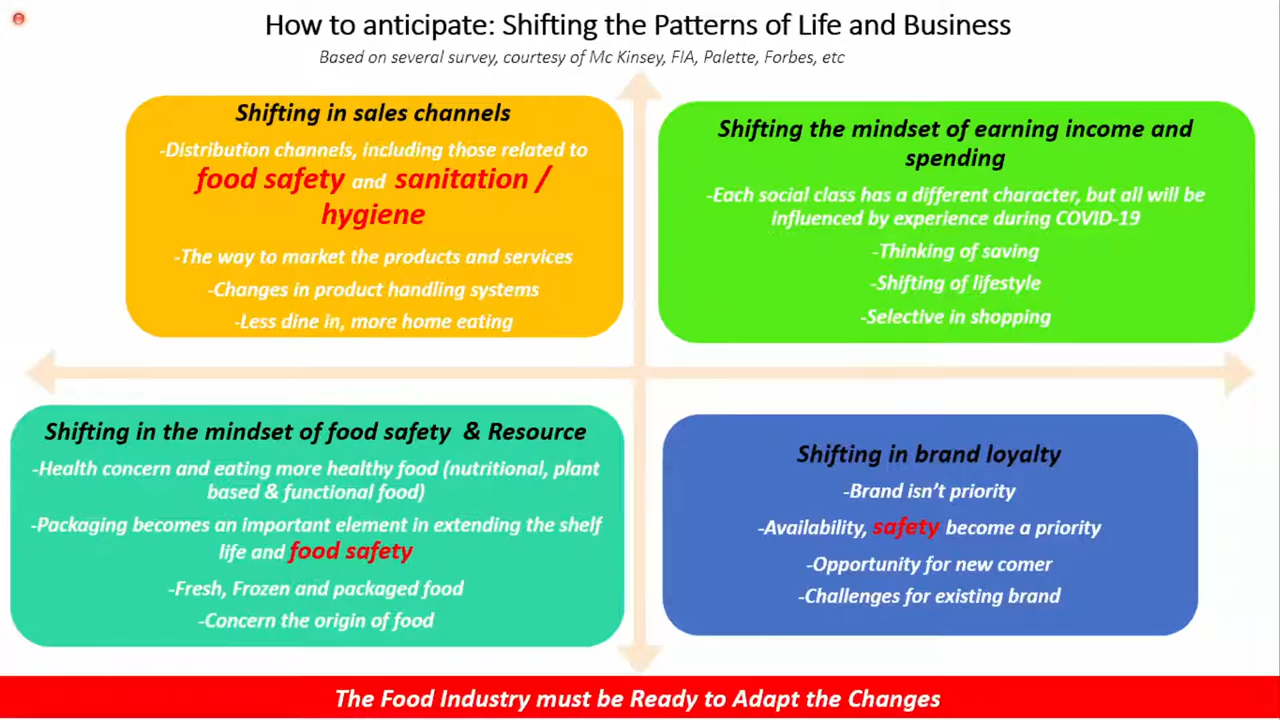 How to anticipate: Shifting the Patterns of Life and Business
Based on several survey, courtesy of Mc Kinsey, FIA, Palette, Forbes, etc
Shifting in sales channels
-Distribution channels, including those related to
food safety and sanitation /
hygiene
-The way to market the products and services
-Changes in product handling systems
-Less dine in, more home eating
Shifting the mindset of earning income and
spending
-Each social class has a different character, but all will be
influenced by experience during COVID-19
-Thinking of saving
-Shifting of lifestyle
-Selective in shopping
Shifting in the mindset of food safety & Resource
-Health concern and eating more healthy food (nutritional, plant
based & functional food)
-Packaging becomes an important element in extending the shelf
life and food safety
-Fresh, Frozen and packaged food
-Concern the origin of food
Shifting in brand loyalty
-Brand isn't priority
-Availability, safety become a priority
-Opportunity for new comer
-Challenges for existing brand
The Food Industry must be Ready to Adapt the Changes